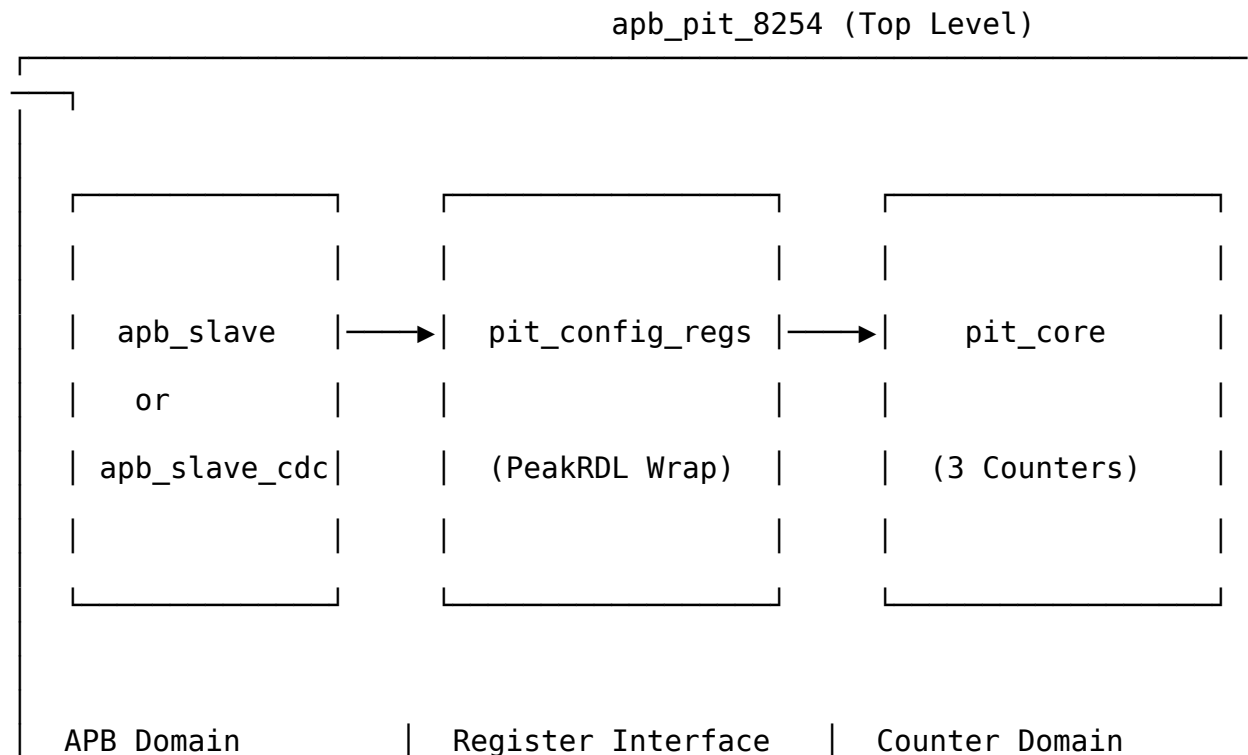 apb_pit_8254 (Top Level)
apb_slave pit_config_regs pit_core
or
apb_slave_cdc (PeakRDL Wrap) (3 Counters)
APB Domain Register Interface Counter Domain